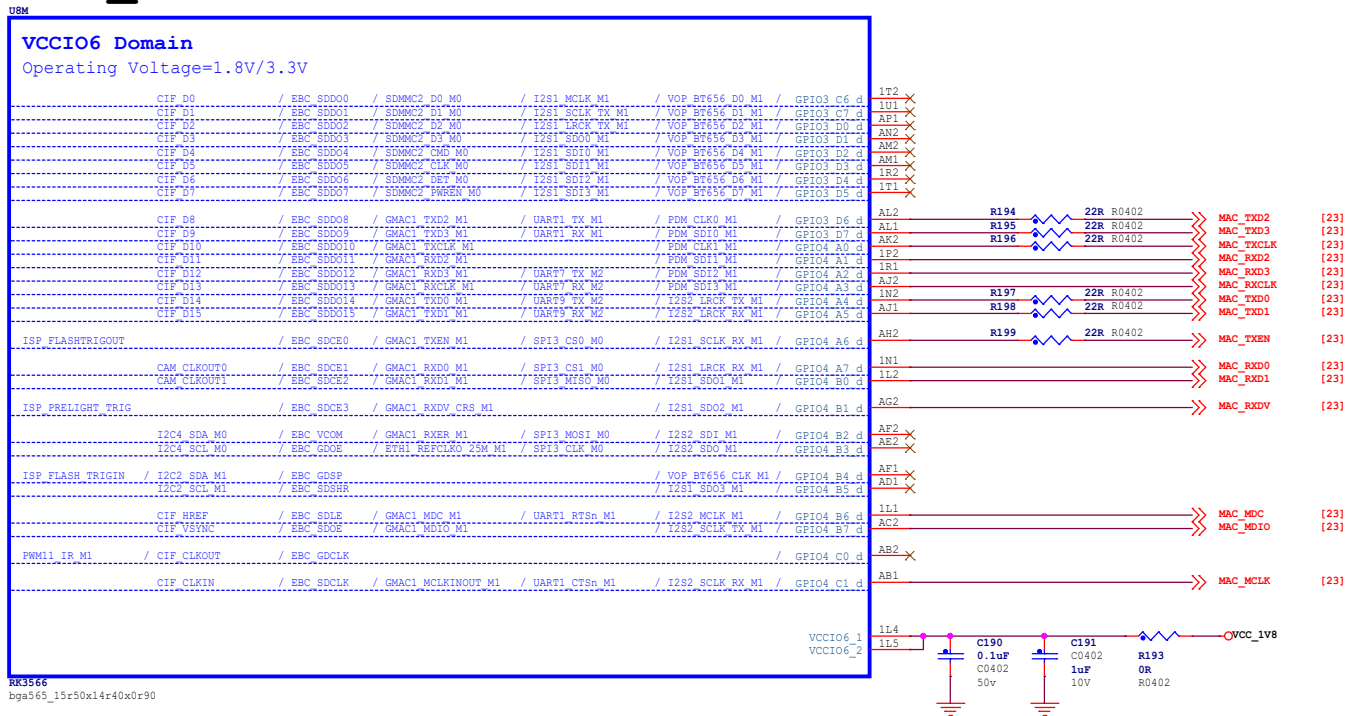 U8M
VCCIO6 Domain
Operating Voltage=1.8V/3.3V
CIF_D0 / EBC_SDDO0 / SDMMC2_D0_M0 / I2S1_MCLK_M1 / VOP_BT656_D0_M1 / GPIO3_C6_d 1T2
CIF_D1 / EBC_SDDO1 / SDMMC2_D1_M0 / I2S1_SCLK_TX_M1 / VOP_BT656_D1_M1 / GPIO3_C7_d 1U1
CIF_D2 / EBC_SDDO2 / SDMMC2_D2_M0 / I2S1_LRCK_TX_M1 / VOP_BT656_D2_M1 / GPIO3_D0_d AP1
CIF_D3 / EBC_SDDO3 / SDMMC2_D3_M0 / I2S1_SDO0_M1 / VOP_BT656_D3_M1 / GPIO3_D1_d AN2
CIF_D4 / EBC_SDDO4 / SDMMC2_CMD_M0 / I2S1_SDI0_M1 / VOP_BT656_D4_M1 / GPIO3_D2_d AM2
CIF_D5 / EBC_SDDO5 / SDMMC2_CLK_M0 / I2S1_SDI1_M1 / VOP_BT656_D5_M1 / GPIO3_D3_d AM1
CIF_D6 / EBC_SDDO6 / SDMMC2_DET_M0 / I2S1_SDI2_M1 / VOP_BT656_D6_M1 / GPIO3_D4_d 1R2
CIF_D7 / EBC_SDDO7 / SDMMC2_PWREN_M0 / I2S1_SDI3_M1 / VOP_BT656_D7_M1 / GPIO3_D5_d 1T1
CIF_D8 / EBC_SDDO8 / GMAC1_TXD2_M1 / UART1_TX_M1 / PDM_CLK0_M1 / GPIO3_D6_d AL2 R194 22R R0402 MAC_TXD2 [23]
CIF_D9 / EBC_SDDO9 / GMAC1_TXD3_M1 / UART1_RX_M1 / PDM_SDI0_M1 / GPIO3_D7_d AL1 R195 22R R0402 MAC_TXD3 [23]
CIF_D10 / EBC_SDDO10 / GMAC1_TXCLK_M1 / PDM_CLK1_M1 / GPIO4_A0_d AK2 R196 22R R0402 MAC_TXCLK [23]
CIF_D11 / EBC_SDDO11 / GMAC1_RXD2_M1 / PDM_SDI1_M1 / GPIO4_A1_d 1P2 MAC_RXD2 [23]
CIF_D12 / EBC_SDDO12 / GMAC1_RXD3_M1 / UART7_TX_M2 / PDM_SDI2_M1 / GPIO4_A2_d 1R1 MAC_RXD3 [23]
CIF_D13 / EBC_SDDO13 / GMAC1_RXCLK_M1 / UART7_RX_M2 / PDM_SDI3_M1 / GPIO4_A3_d AJ2 MAC_RXCLK [23]
CIF_D14 / EBC_SDDO14 / GMAC1_TXD0_M1 / UART9_TX_M2 / I2S2_LRCK_TX_M1 / GPIO4_A4_d 1N2 R197 22R R0402 MAC_TXD0 [23]
CIF_D15 / EBC_SDDO15 / GMAC1_TXD1_M1 / UART9_RX_M2 / I2S2_LRCK_RX_M1 / GPIO4_A5_d AJ1 R198 22R R0402 MAC_TXD1 [23]
ISP_FLASHTRIGOUT / EBC_SDCE0 / GMAC1_TXEN_M1 / SPI3_CS0_M0 / I2S1_SCLK_RX_M1 / GPIO4_A6_d AH2 R199 22R R0402 MAC_TXEN [23]
CAM_CLKOUT0 / EBC_SDCE1 / GMAC1_RXD0_M1 / SPI3_CS1_M0 / I2S1_LRCK_RX_M1 / GPIO4_A7_d 1N1 MAC_RXD0 [23]
CAM_CLKOUT1 / EBC_SDCE2 / GMAC1_RXD1_M1 / SPI3_MISO_M0 / I2S1_SDO1_M1 / GPIO4_B0_d 1L2 MAC_RXD1 [23]
ISP_PRELIGHT_TRIG / EBC_SDCE3 / GMAC1_RXDV_CRS_M1 / I2S1_SDO2_M1 / GPIO4_B1_d AG2 MAC_RXDV [23]
I2C4_SDA_M0 / EBC_VCOM / GMAC1_RXER_M1 / SPI3_MOSI_M0 / I2S2_SDI_M1 / GPIO4_B2_d AF2
I2C4_SCL_M0 / EBC_GDOE / ETH1_REFCLKO_25M_M1 / SPI3_CLK_M0 / I2S2_SDO_M1 / GPIO4_B3_d AE2
ISP_FLASH_TRIGIN / I2C2_SDA_M1 / EBC_GDSP / VOP_BT656_CLK_M1 / GPIO4_B4_d AF1
I2C2_SCL_M1 / EBC_SDSHR / I2S1_SDO3_M1 / GPIO4_B5_d AD1
CIF_HREF / EBC_SDLE / GMAC1_MDC_M1 / UART1_RTSn_M1 / I2S2_MCLK_M1 / GPIO4_B6_d 1L1 MAC_MDC [23]
CIF_VSYNC / EBC_SDOE / GMAC1_MDIO_M1 / I2S2_SCLK_TX_M1 / GPIO4_B7_d AC2 MAC_MDIO [23]
PWM11_IR_M1 / CIF_CLKOUT / EBC_GDCLK / GPIO4_C0_d AB2
CIF_CLKIN / EBC_SDCLK / GMAC1_MCLKINOUT_M1 / UART1_CTSn_M1 / I2S2_SCLK_RX_M1 / GPIO4_C1_d AB1 MAC_MCLK [23]
VCCIO6_1 1L4 VCC_1V8
VCCIO6_2 1L5
C190 C191
0.1uF C0402 R193
C0402 1uF 0R
50v 10V R0402
RK3566
bga565_15r50x14r40x0r90